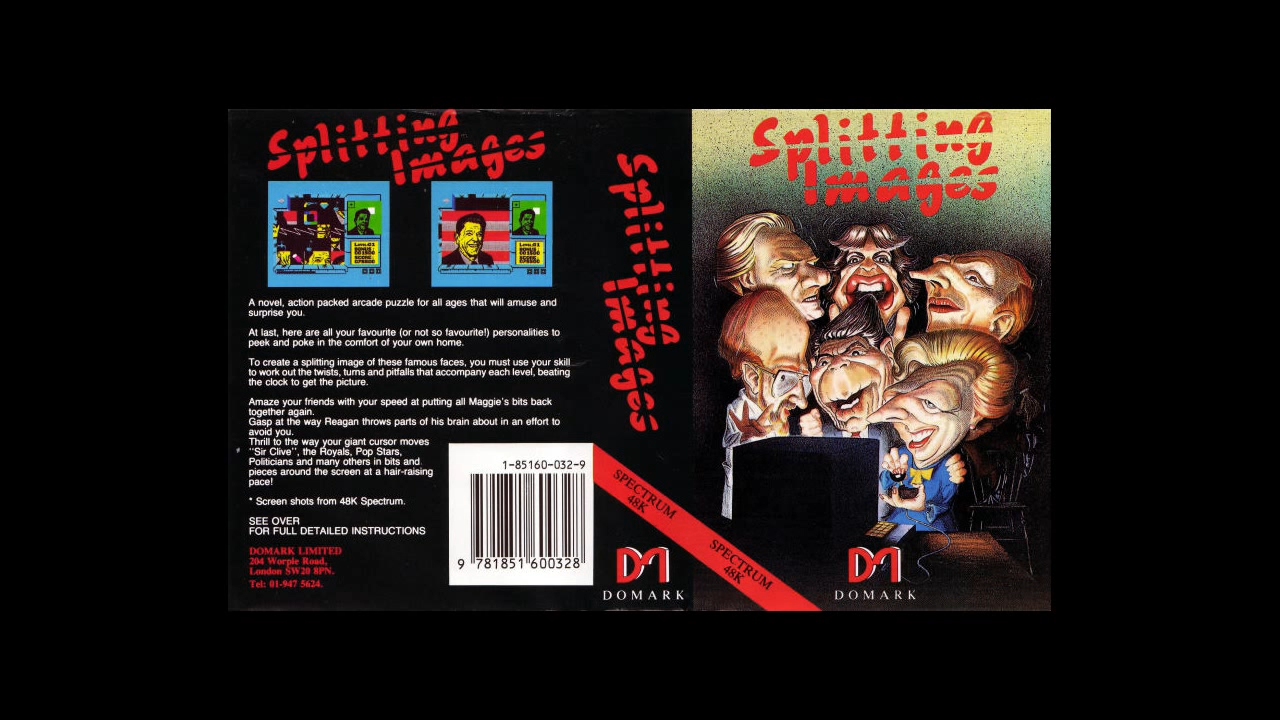 Splitting
Images
A novel, action packed arcade puzzle for all ages that will amuse and
surprise you.
At last, here are all your favourite (or not so favourite!) personalities to
peek and poke in the comfort of your own home.
To create a splitting image of these famous faces, you must use your skill
to work out the twists, turns and pitfalls that accompany each level, beating
the clock to get the picture.
Amaze your friends with your speed at putting all Maggie's bits back
together again.
Gasp at the way Reagan throws parts of his brain about in an effort to
avoid you.
Thrill to the way your giant cursor moves
"Sir Clive", the Royals, Pop Stars,
Politicians and many others in bits and
pieces around the screen at a hair-raising
pace!
* Screen shots from 48K Spectrum.
SEE OVER
FOR FULL DETAILED INSTRUCTIONS
DOMARK LIMITED
204 Worple Road,
London SW20 8PN.
Tel: 01-947 5624.
1-85160-032-9
9 781851 600328
Splitting
Images
SPECTRUM
48K
DOMARK
Splitting
Images
SPECTRUM
48K
DOMARK